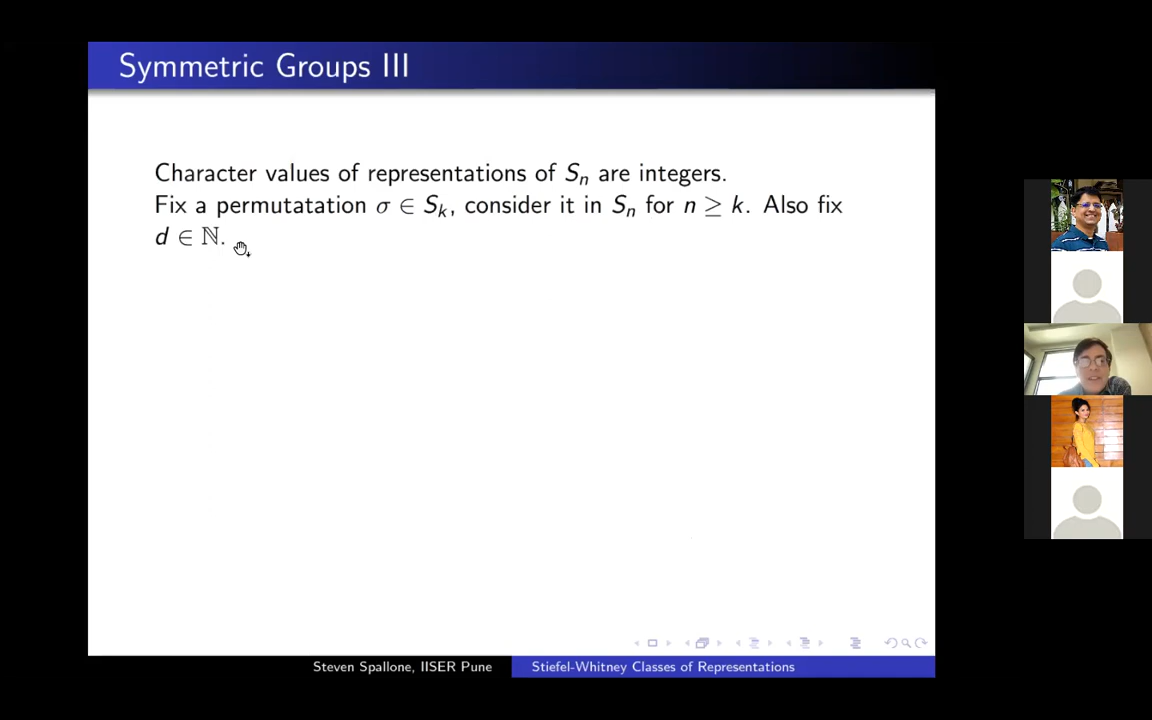 Symmetric Groups III
Character values of representations of Sₙ are integers.
Fix a permutatation σ ∈ Sₖ, consider it in Sₙ for n ≥ k. Also fix
d ∈ ℕ.
Steven Spallone, IISER Pune
Stiefel-Whitney Classes of Representations